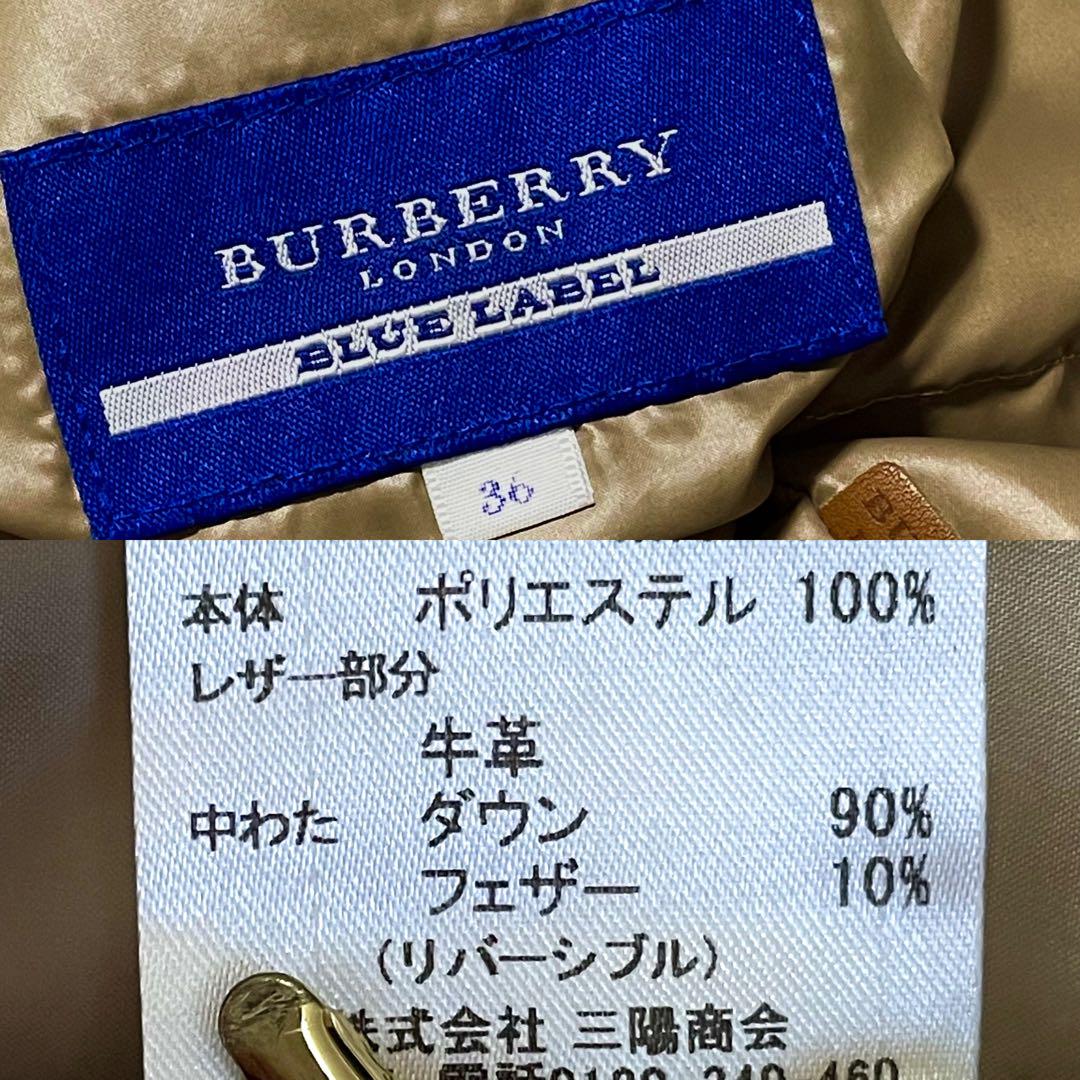 BURBERRY
LONDON
BLUE LABEL
36
本体 ポリエステル 100%
レザー部分
牛革
中わた ダウン 90%
フェザー 10%
(リバーシブル)
株式会社 三陽商会